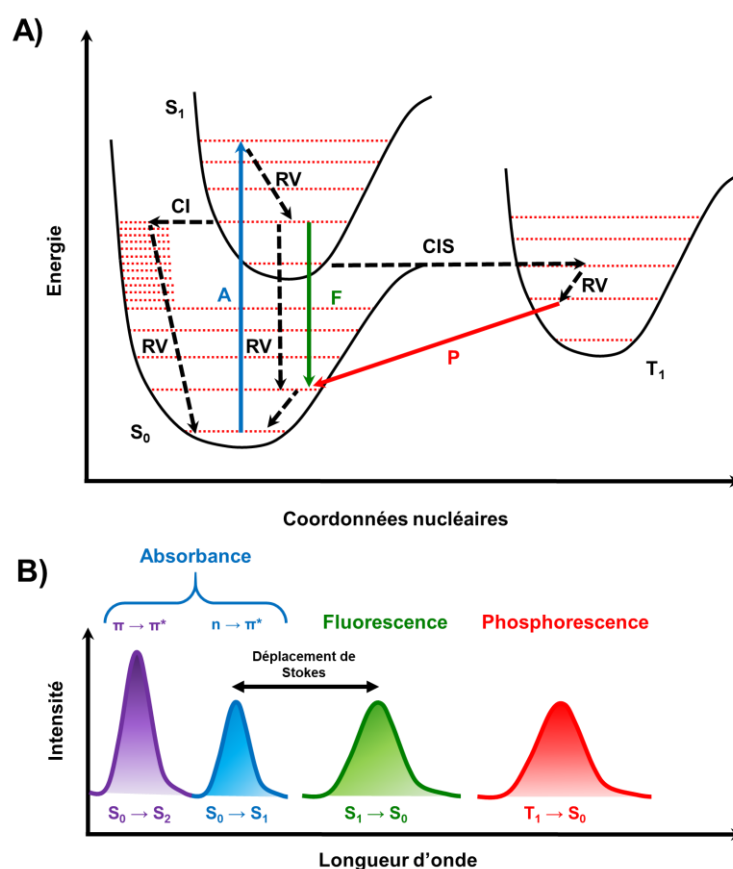 A)
S₁
RV
CI
CIS
Energie
A
F
RV
RV
RV
P
T₁
S₀
Coordonnées nucléaires
B)
Absorbance
π → π* n → π* Fluorescence Phosphorescence
Déplacement de
Stokes
Intensité
S₀ → S₂ S₀ → S₁ S₁ → S₀ T₁ → S₀
Longueur d'onde